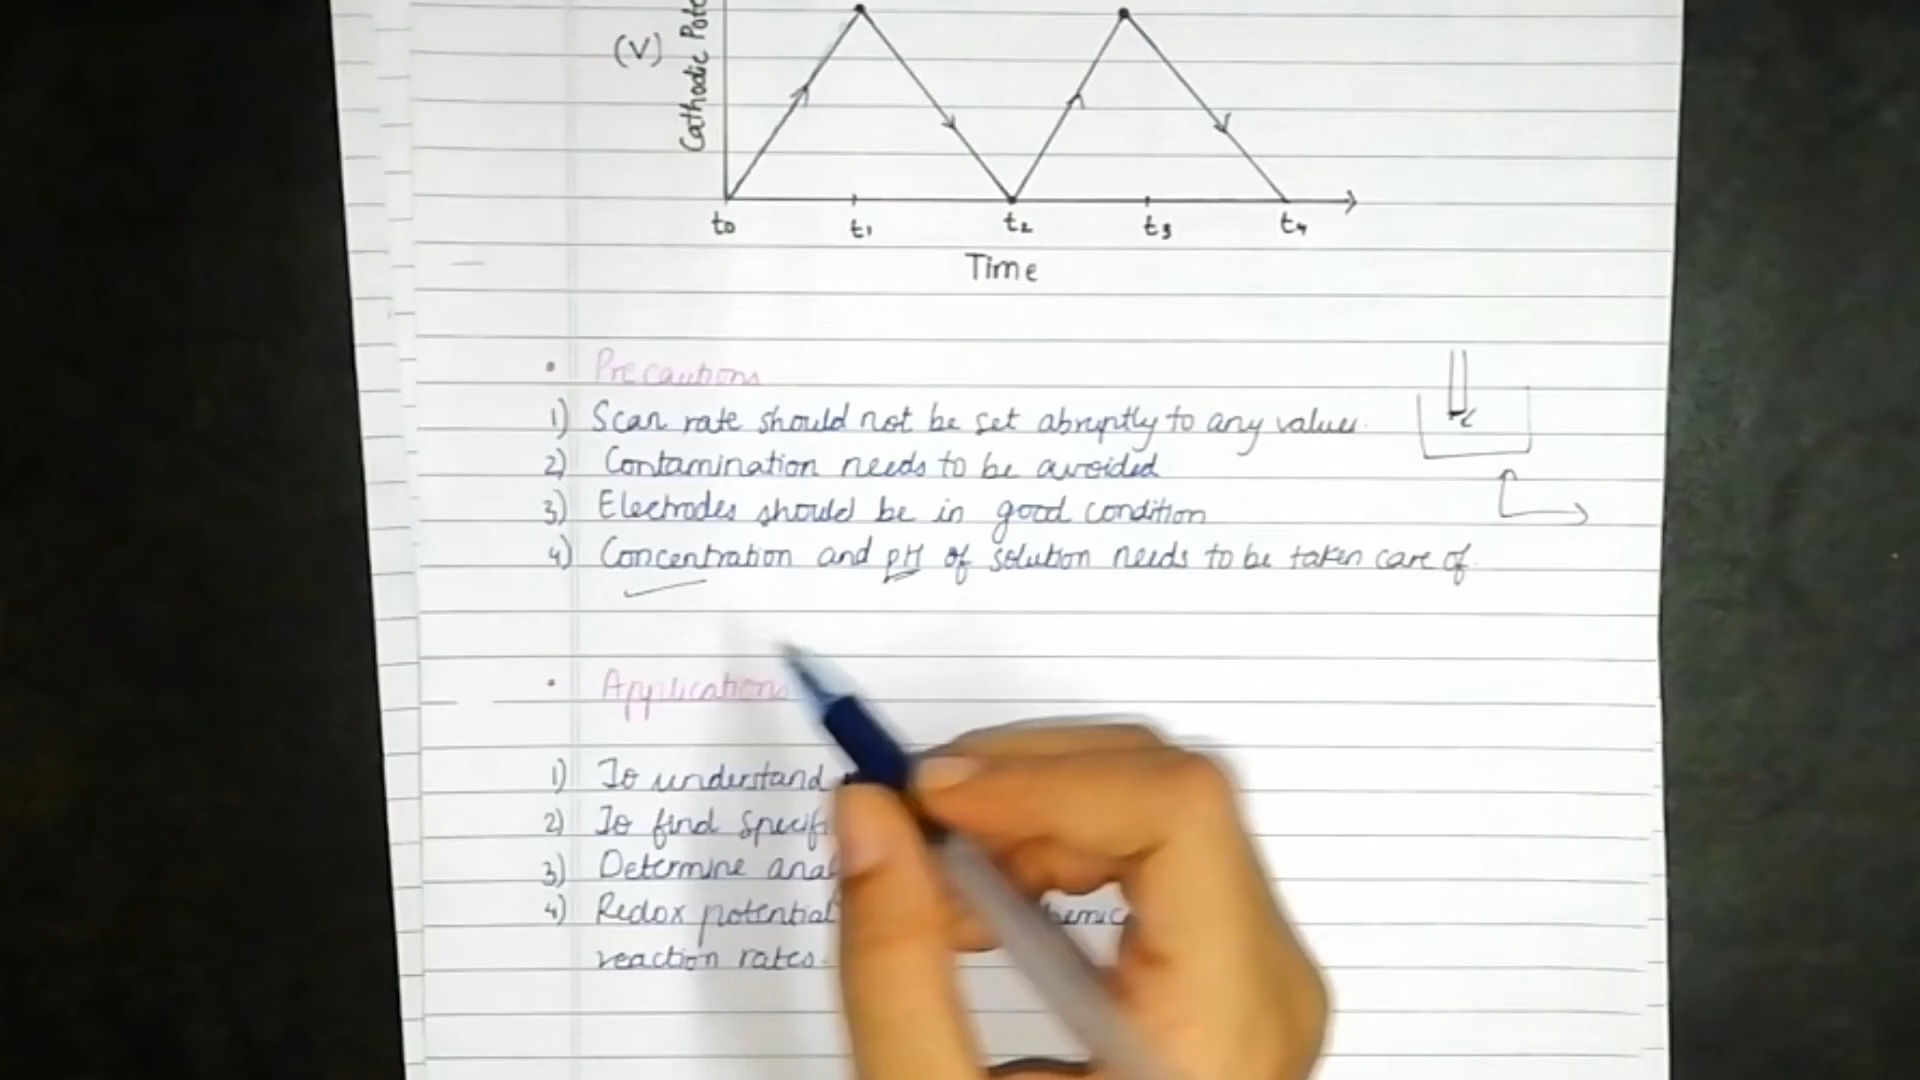 (V)
Cathodic
t0 t1 t2 t3 t4
Time
• Precautions
1) Scan rate should not be set abruptly to any value.
2) Contamination needs to be avoided
3) Electrodes should be in good condition
4) Concentration and pH of solution needs to be taken care of.
• Applications
1) To understand
2) To find
3) Determine
4) Redox potential
reaction rates.